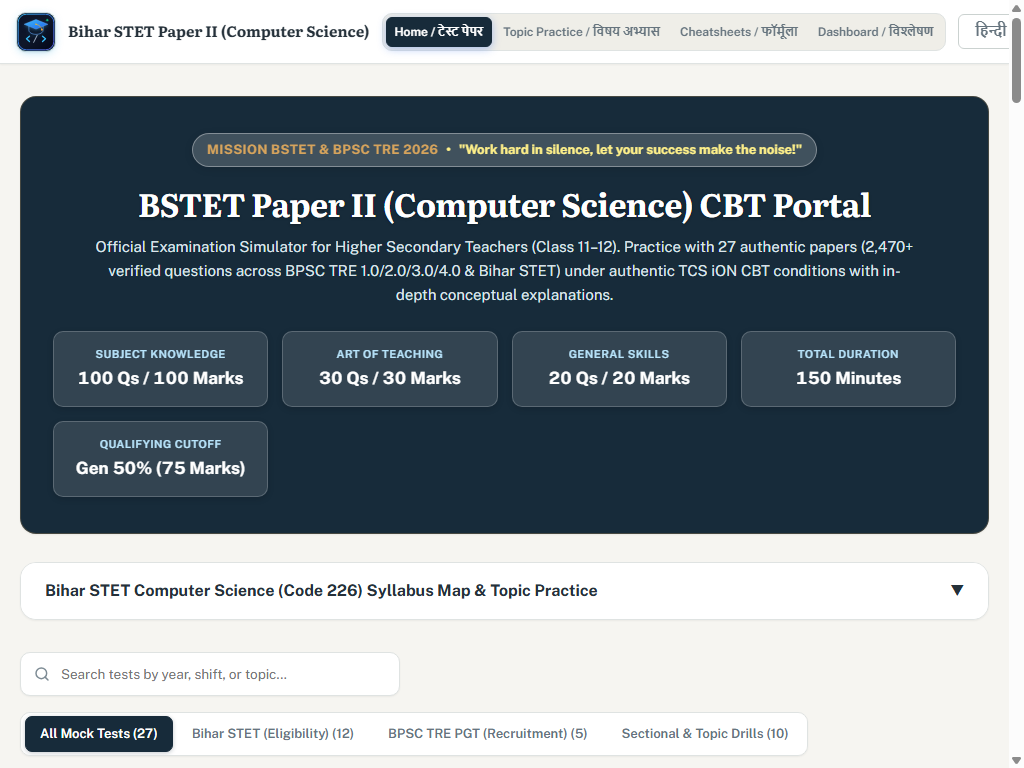 Bihar STET Paper II (Computer Science)
Home / टेस्ट पेपर
Topic Practice / विषय अभ्यास
Cheatsheets / फॉर्मूला
Dashboard / विश्लेषण
हिन्दी
MISSION BSTET & BPSC TRE 2026 • "Work hard in silence, let your success make the noise!"
BSTET Paper II (Computer Science) CBT Portal
Official Examination Simulator for Higher Secondary Teachers (Class 11–12). Practice with 27 authentic papers (2,470+
verified questions across BPSC TRE 1.0/2.0/3.0/4.0 & Bihar STET) under authentic TCS iON CBT conditions with in-
depth conceptual explanations.
SUBJECT KNOWLEDGE
100 Qs / 100 Marks
ART OF TEACHING
30 Qs / 30 Marks
GENERAL SKILLS
20 Qs / 20 Marks
TOTAL DURATION
150 Minutes
QUALIFYING CUTOFF
Gen 50% (75 Marks)
Bihar STET Computer Science (Code 226) Syllabus Map & Topic Practice
Search tests by year, shift, or topic...
All Mock Tests (27)
Bihar STET (Eligibility) (12)
BPSC TRE PGT (Recruitment) (5)
Sectional & Topic Drills (10)